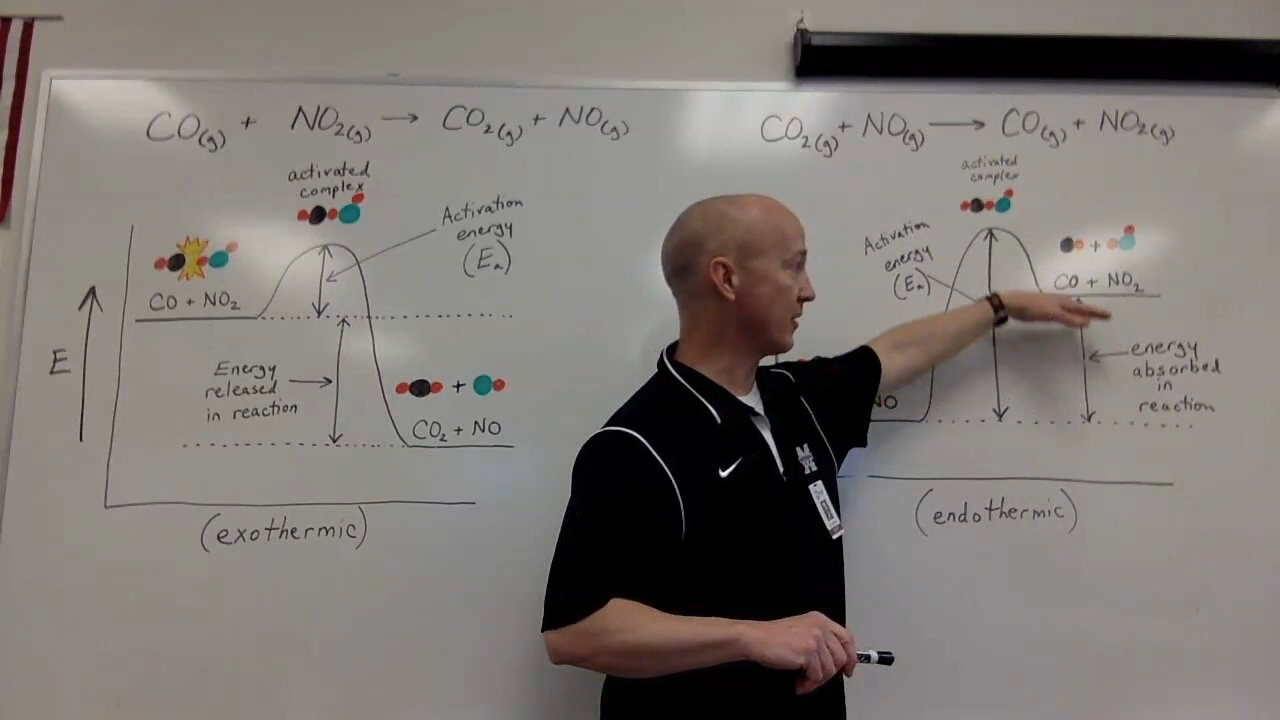 CO(g) + NO₂(g) → CO₂(g) + NO(g)
activated
complex
Activation
energy
(Eₐ)
CO + NO₂
E
Energy
released
in reaction
+
CO₂ + NO
(exothermic)
CO₂(g) + NO(g) → CO(g) + NO₂(g)
activated
complex
Activation
energy
(Eₐ)
+
CO + NO₂
energy
absorbed
in
reaction
NO
(endothermic)
M